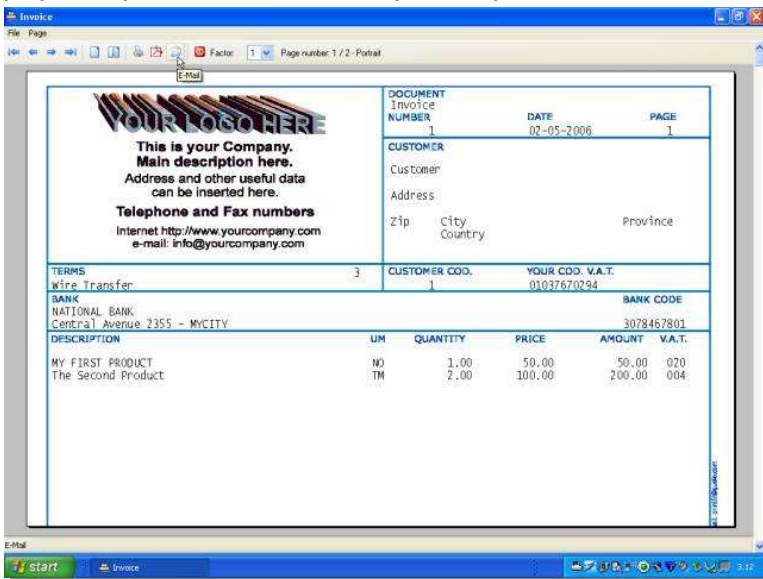 Invoice
File Page
Factor: 1 Page number: 1 / 2 - Portrait
E-Mail
YOUR LOGO HERE
This is your Company.
Main description here.
Address and other useful data
can be inserted here.
Telephone and Fax numbers
Internet http://www.yourcompany.com
e-mail: info@yourcompany.com
DOCUMENT
Invoice
NUMBER DATE PAGE
1 02-05-2006 1
CUSTOMER
Customer
Address
Zip City Province
Country
TERMS 3 CUSTOMER COD. YOUR COD. V.A.T.
Wire Transfer 1 01037670294
BANK BANK CODE
NATIONAL BANK
Central Avenue 2355 - MYCITY 3078467801
DESCRIPTION UM QUANTITY PRICE AMOUNT V.A.T.
MY FIRST PRODUCT NO 1.00 50.00 50.00 020
The Second Product TM 2.00 100.00 200.00 004
E-Mail
start Invoice 3.12